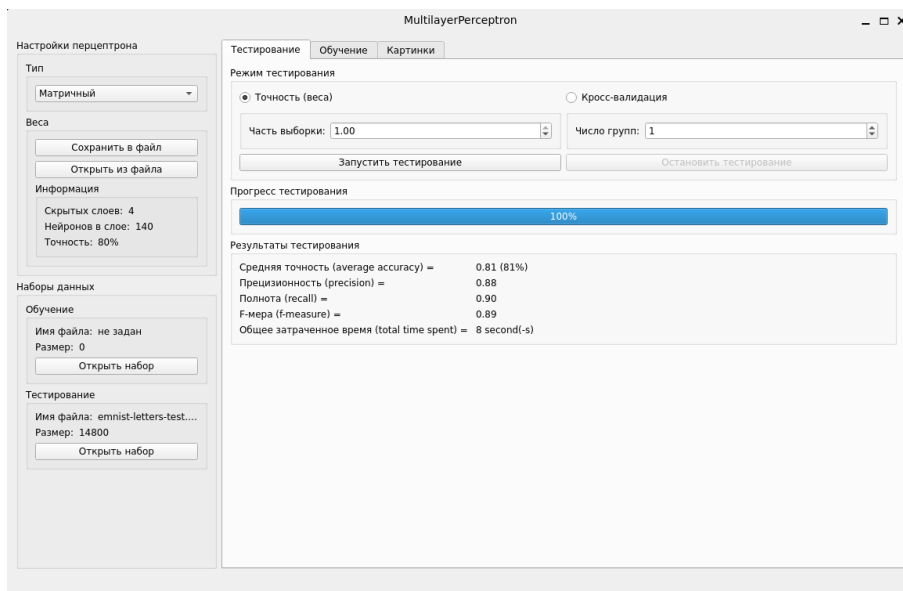 MultilayerPerceptron
Настройки перцептрона
Тип
Матричный
Веса
Сохранить в файл
Открыть из файла
Информация
Скрытых слоев: 4
Нейронов в слое: 140
Точность: 80%
Наборы данных
Обучение
Имя файла: не задан
Размер: 0
Открыть набор
Тестирование
Имя файла: emnist-letters-test....
Размер: 14800
Открыть набор
Тестирование Обучение Картинки
Режим тестирования
Точность (веса) Кросс-валидация
Часть выборки: 1.00 Число групп: 1
Запустить тестирование Остановить тестирование
Прогресс тестирования
100%
Результаты тестирования
Средняя точность (average accuracy) = 0.81 (81%)
Прецизионность (precision) = 0.88
Полнота (recall) = 0.90
F-мера (f-measure) = 0.89
Общее затраченное время (total time spent) = 8 second(-s)